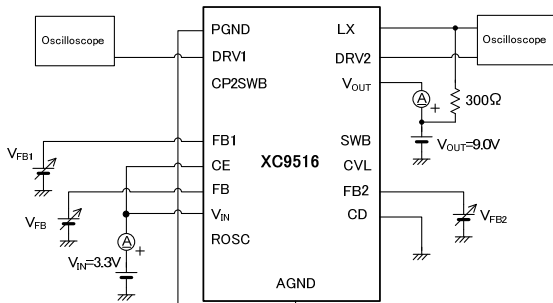 Oscilloscope
PGND
DRV1
CP2SWB
FB1
CE
FB
VIN
ROSC
XC9516
AGND
LX
DRV2
VOUT
SWB
CVL
FB2
CD
Oscilloscope
A
+
300Ω
VOUT=9.0V
VFB1
VFB
A
+
VIN=3.3V
VFB2